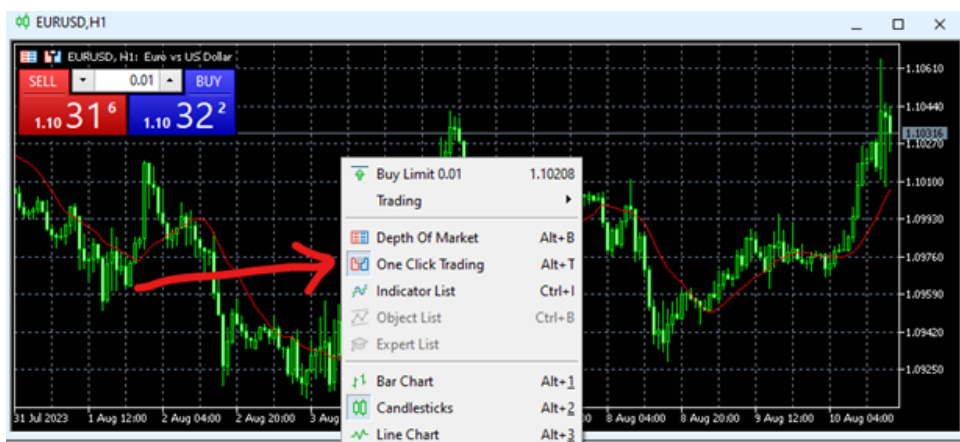 EURUSD,H1
EURUSD, H1: Euro vs US Dollar
SELL 0.01 BUY
1.10 31 6 1.10 32 2
1.10610
1.10440
1.10316
1.10270
1.10100
1.09930
1.09760
1.09590
1.09420
1.09250
Buy Limit 0.01 1.10208
Trading
Depth Of Market Alt+B
One Click Trading Alt+T
Indicator List Ctrl+I
Object List Ctrl+B
Expert List
Bar Chart Alt+1
Candlesticks Alt+2
Line Chart Alt+3
31 Jul 2023 1 Aug 12:00 2 Aug 04:00 2 Aug 20:00 3 Aug 8 Aug 04:00 8 Aug 20:00 9 Aug 12:00 10 Aug 04:00